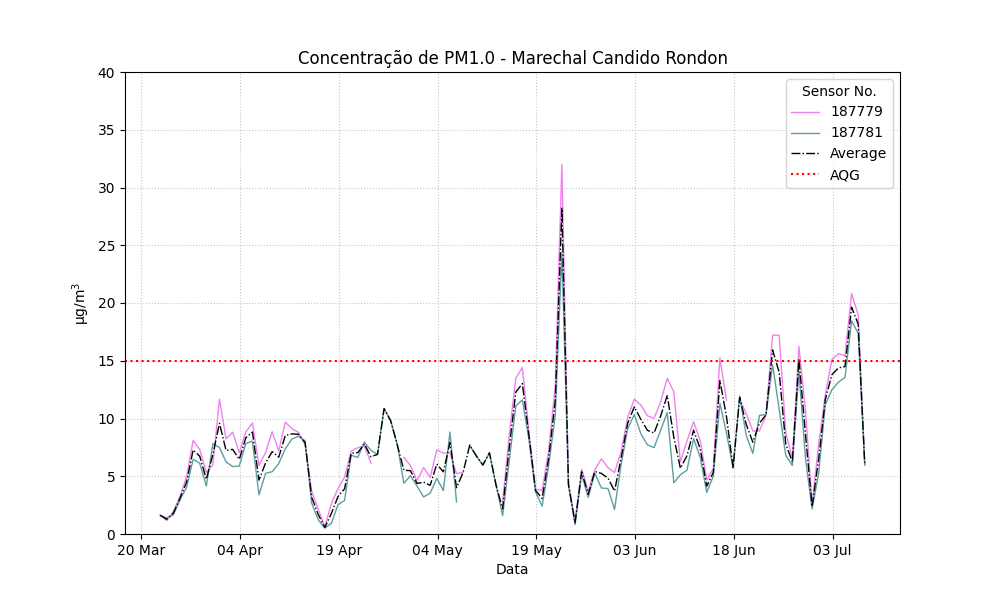 Concentração de PM1.0 - Marechal Candido Rondon
Sensor No.
187779
187781
Average
AQG
µg/m³
40
35
30
25
20
15
10
5
0
20 Mar
04 Apr
19 Apr
04 May
19 May
03 Jun
18 Jun
03 Jul
Data